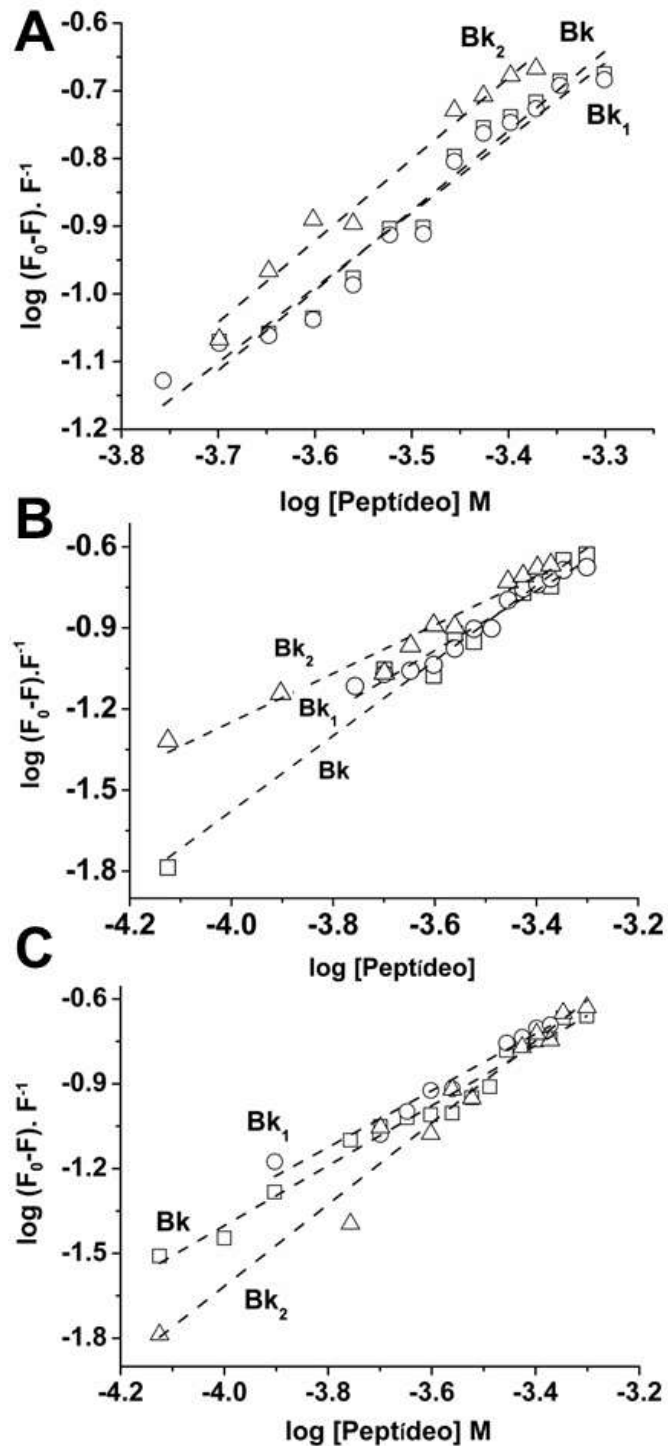 A
-0.6
-0.7
-0.8
-0.9
-1.0
-1.1
-1.2
log (F₀-F). F⁻¹
Bk₂
Bk
Bk₁
-3.8 -3.7 -3.6 -3.5 -3.4 -3.3
log [Peptídeo] M
B
-0.6
-0.9
-1.2
-1.5
-1.8
log (F₀-F).F⁻¹
Bk₂
Bk₁
Bk
-4.2 -4.0 -3.8 -3.6 -3.4 -3.2
log [Peptídeo]
C
-0.6
-0.9
-1.2
-1.5
-1.8
log (F₀-F). F⁻¹
Bk₁
Bk
Bk₂
-4.2 -4.0 -3.8 -3.6 -3.4 -3.2
log [Peptídeo] M